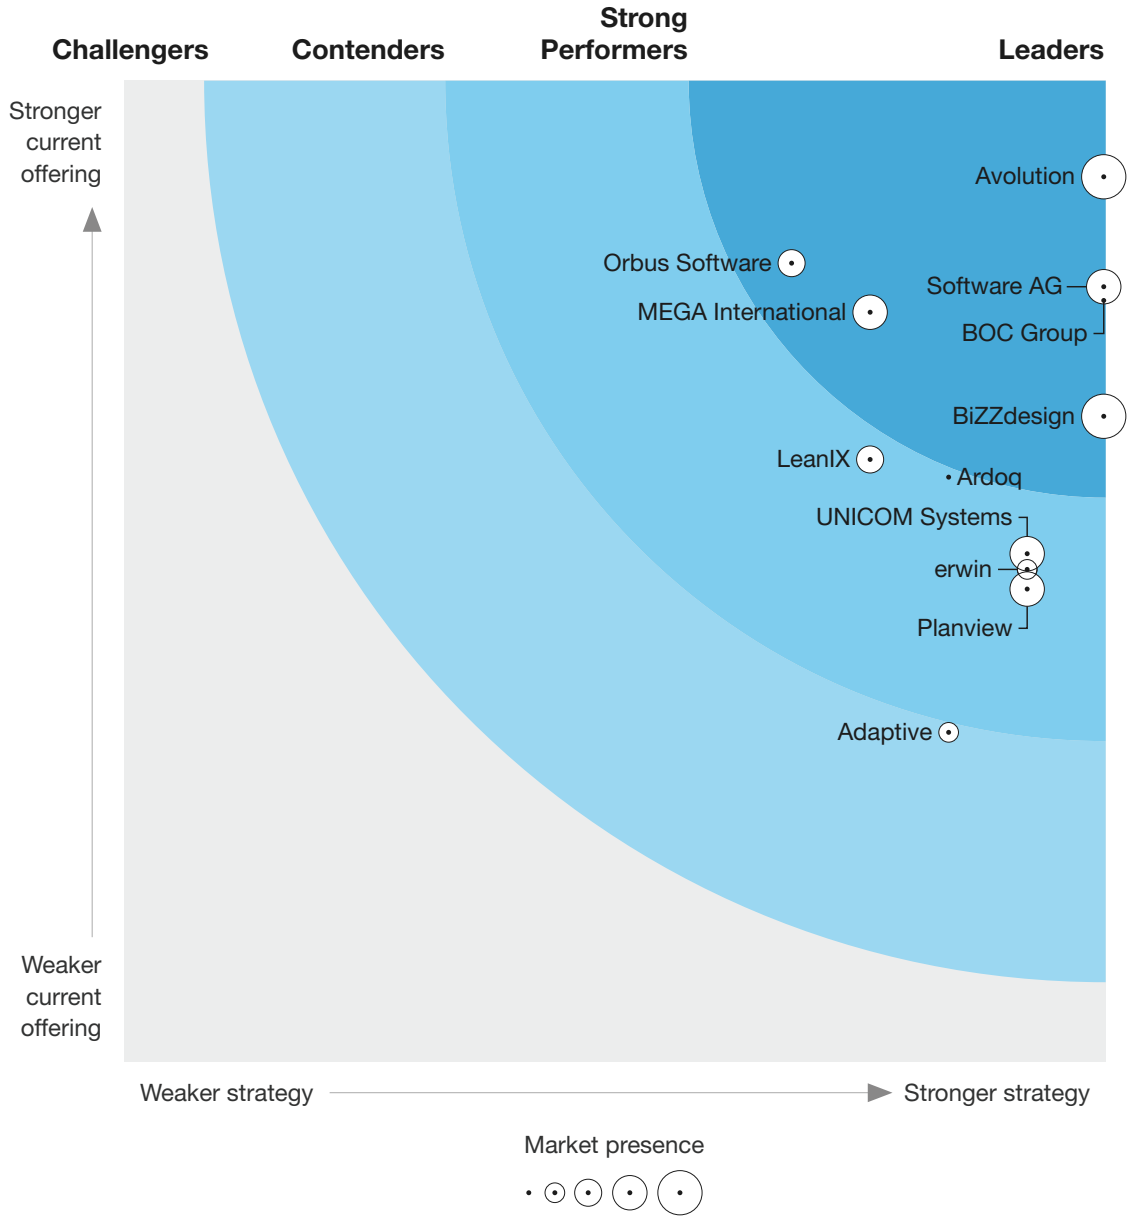 Challengers
Contenders
Strong
Performers
Leaders
Stronger
current
offering
Avolution
Orbus Software
Software AG
MEGA International
BOC Group
BiZZdesign
LeanIX
Ardoq
UNICOM Systems
erwin
Planview
Adaptive
Weaker
current
offering
Weaker strategy
Stronger strategy
Market presence